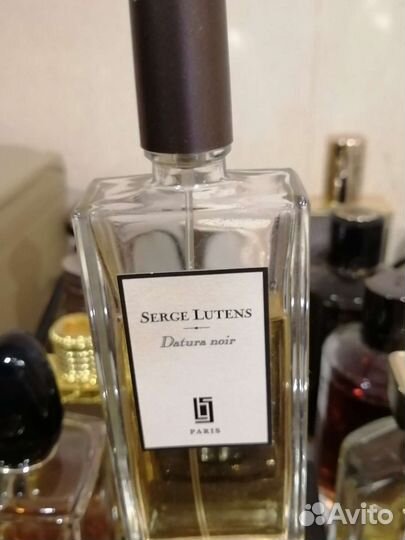 SERGE LUTENS
Datura noir
PARIS
Avito